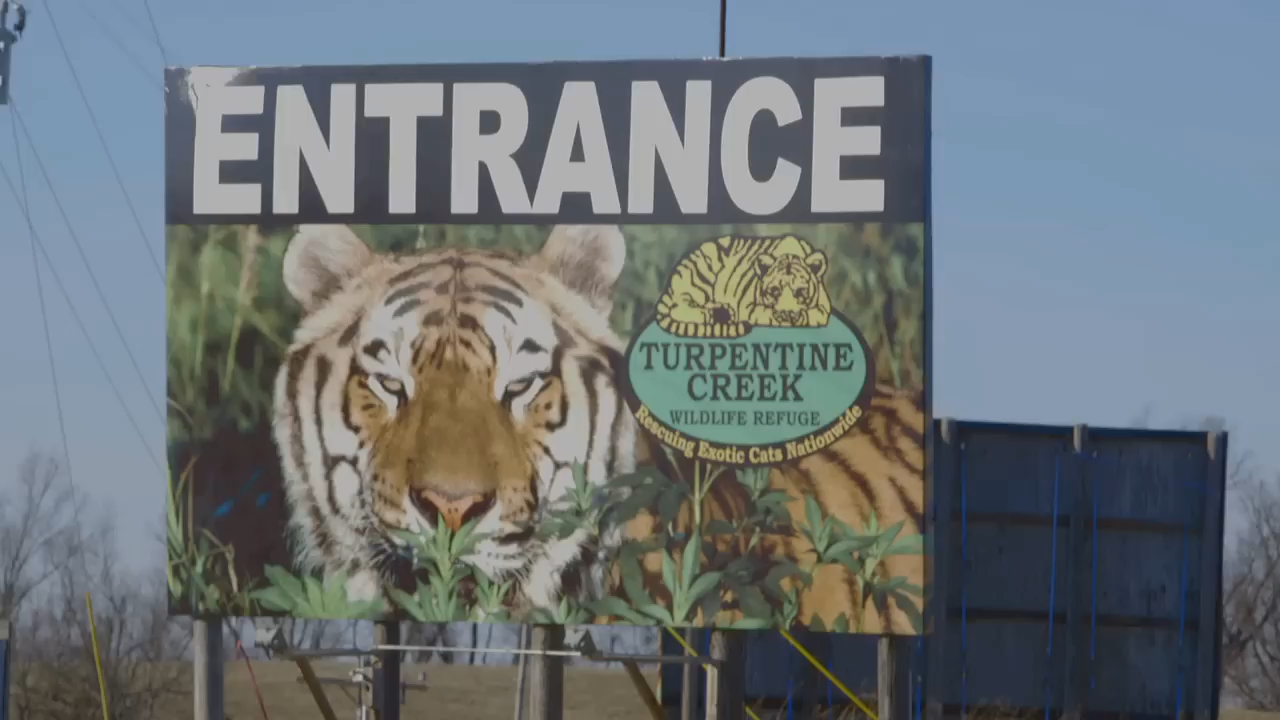 ENTRANCE
TURPENTINE
CREEK
WILDLIFE REFUGE
Rescuing Exotic Cats Nationwide